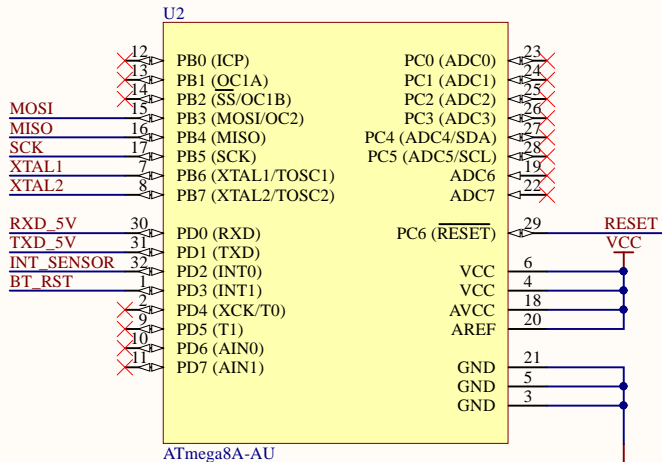 U2
12 PB0 (ICP)
13 PB1 (OC1A)
14 PB2 (SS/OC1B)
MOSI 15 PB3 (MOSI/OC2)
MISO 16 PB4 (MISO)
SCK 17 PB5 (SCK)
XTAL1 7 PB6 (XTAL1/TOSC1)
XTAL2 8 PB7 (XTAL2/TOSC2)
RXD_5V 30 PD0 (RXD)
TXD_5V 31 PD1 (TXD)
INT_SENSOR 32 PD2 (INT0)
BT_RST 1 PD3 (INT1)
2 PD4 (XCK/T0)
9 PD5 (T1)
10 PD6 (AIN0)
11 PD7 (AIN1)
PC0 (ADC0) 23
PC1 (ADC1) 24
PC2 (ADC2) 25
PC3 (ADC3) 26
PC4 (ADC4/SDA) 27
PC5 (ADC5/SCL) 28
ADC6 19
ADC7 22
PC6 (RESET) 29 RESET
VCC
VCC 6
VCC 4
AVCC 18
AREF 20
GND 21
GND 5
GND 3
ATmega8A-AU